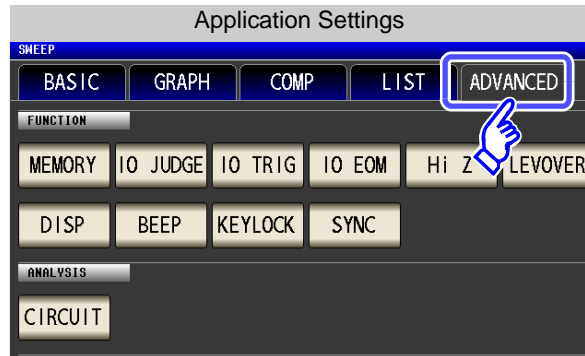 Application Settings
SWEEP
BASIC GRAPH COMP LIST ADVANCED
FUNCTION
MEMORY IO JUDGE IO TRIG IO EOM Hi Z LEVOVER
DISP BEEP KEYLOCK SYNC
ANALYSIS
CIRCUIT